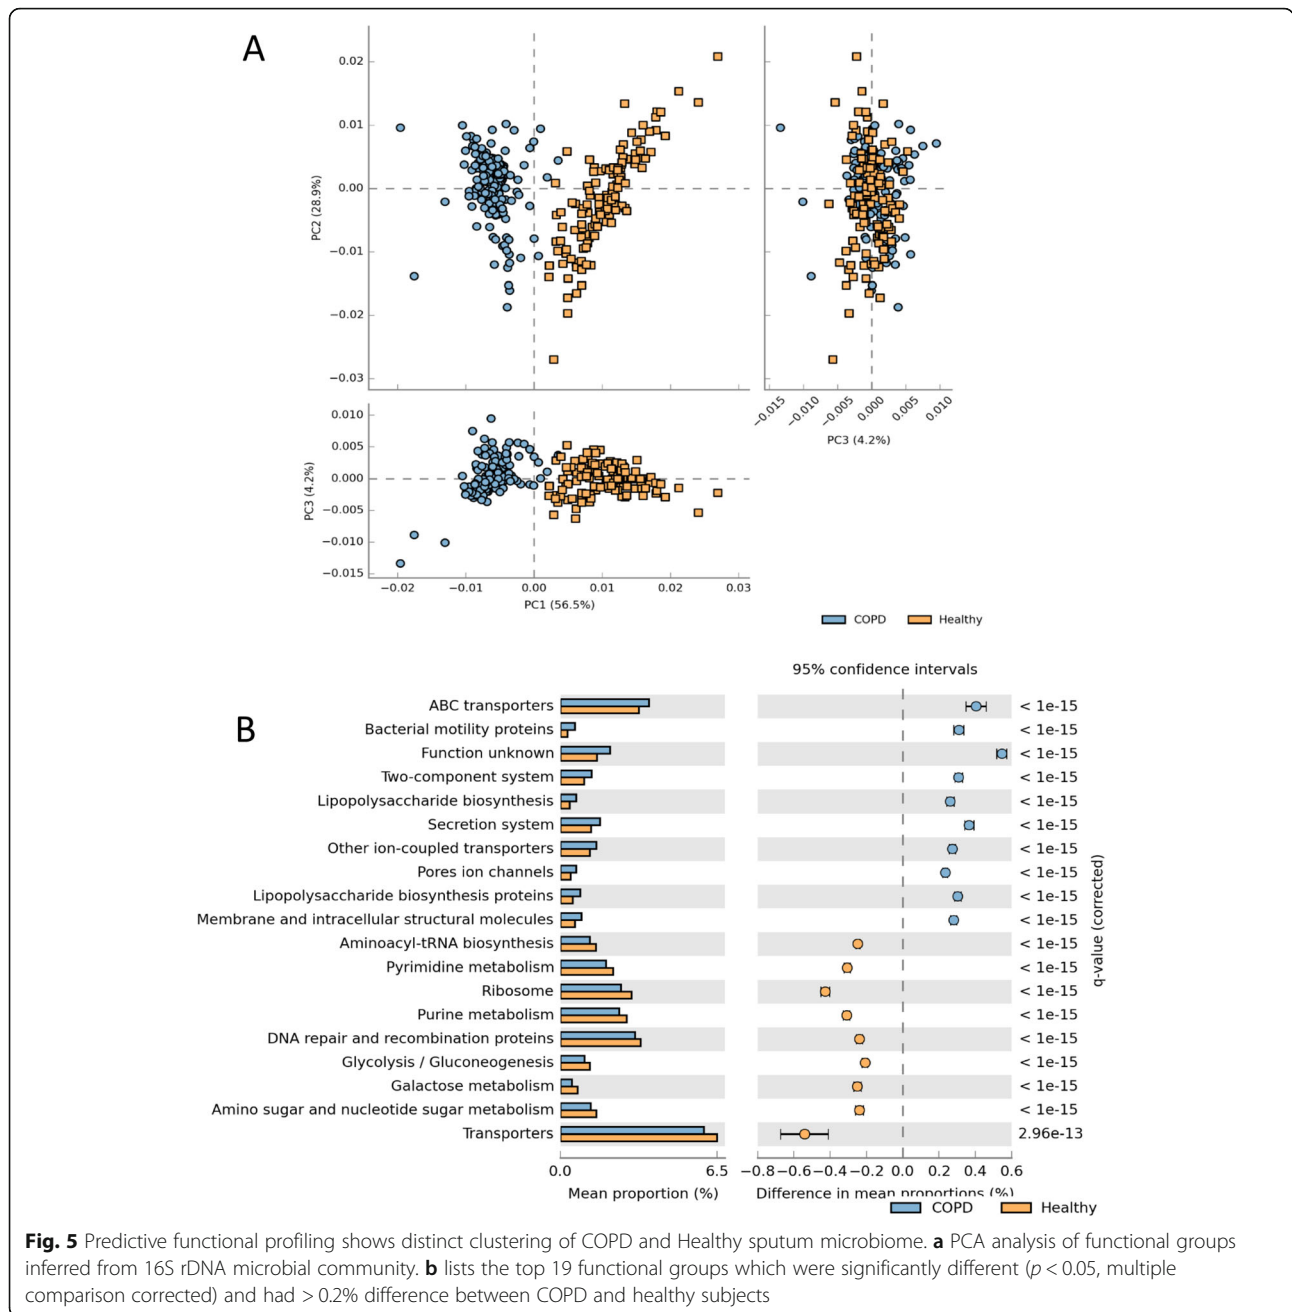 A
0.02
0.01
0.00
−0.01
−0.02
−0.03
PC2 (28.9%)
−0.015
−0.010
−0.005
0.000
0.005
0.010
PC3 (4.2%)
0.010
0.005
0.000
−0.005
−0.010
−0.015
PC3 (4.2%)
−0.02 −0.01 0.00 0.01 0.02 0.03
PC1 (56.5%)
COPD Healthy
95% confidence intervals
B
ABC transporters < 1e-15
Bacterial motility proteins < 1e-15
Function unknown < 1e-15
Two-component system < 1e-15
Lipopolysaccharide biosynthesis < 1e-15
Secretion system < 1e-15
Other ion-coupled transporters < 1e-15
Pores ion channels < 1e-15
Lipopolysaccharide biosynthesis proteins < 1e-15
Membrane and intracellular structural molecules < 1e-15
Aminoacyl-tRNA biosynthesis < 1e-15
Pyrimidine metabolism < 1e-15
Ribosome < 1e-15
Purine metabolism < 1e-15
DNA repair and recombination proteins < 1e-15
Glycolysis / Gluconeogenesis < 1e-15
Galactose metabolism < 1e-15
Amino sugar and nucleotide sugar metabolism < 1e-15
Transporters 2.96e-13
q-value (corrected)
0.0 6.5 −0.8 −0.6 −0.4 −0.2 0.0 0.2 0.4 0.6
Mean proportion (%) Difference in mean proportions (%)
COPD Healthy
Fig. 5 Predictive functional profiling shows distinct clustering of COPD and Healthy sputum microbiome. a PCA analysis of functional groups
inferred from 16S rDNA microbial community. b lists the top 19 functional groups which were significantly different (p < 0.05, multiple
comparison corrected) and had > 0.2% difference between COPD and healthy subjects